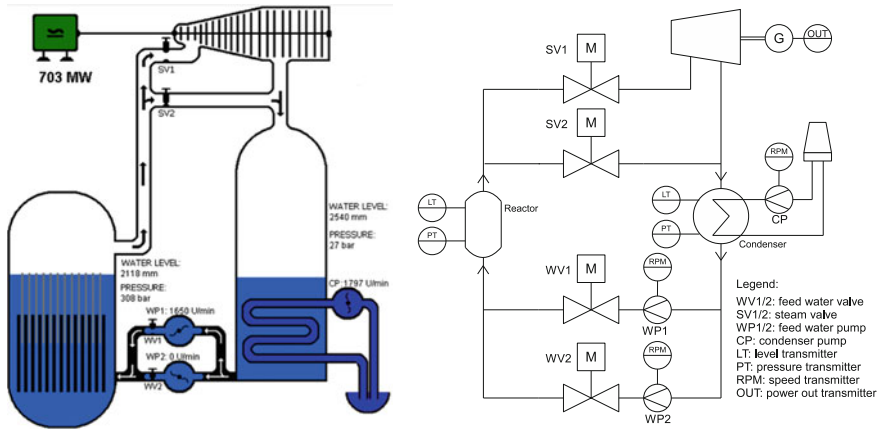 703 MW
SV1
SV2
WATER LEVEL:
2540 mm
PRESSURE:
27 bar
WATER LEVEL:
2118 mm
PRESSURE:
308 bar
CP: 1797 U/min
WP1: 1650 U/min
WV1
WP2: 0 U/min
WV2
SV1
M
G
OUT
SV2
M
RPM
CP
LT
PT
Reactor
LT
PT
Condenser
WV1
M
RPM
WP1
WV2
M
RPM
WP2
Legend:
WV1/2: feed water valve
SV1/2: steam valve
WP1/2: feed water pump
CP: condenser pump
LT: level transmitter
PT: pressure transmitter
RPM: speed transmitter
OUT: power out transmitter